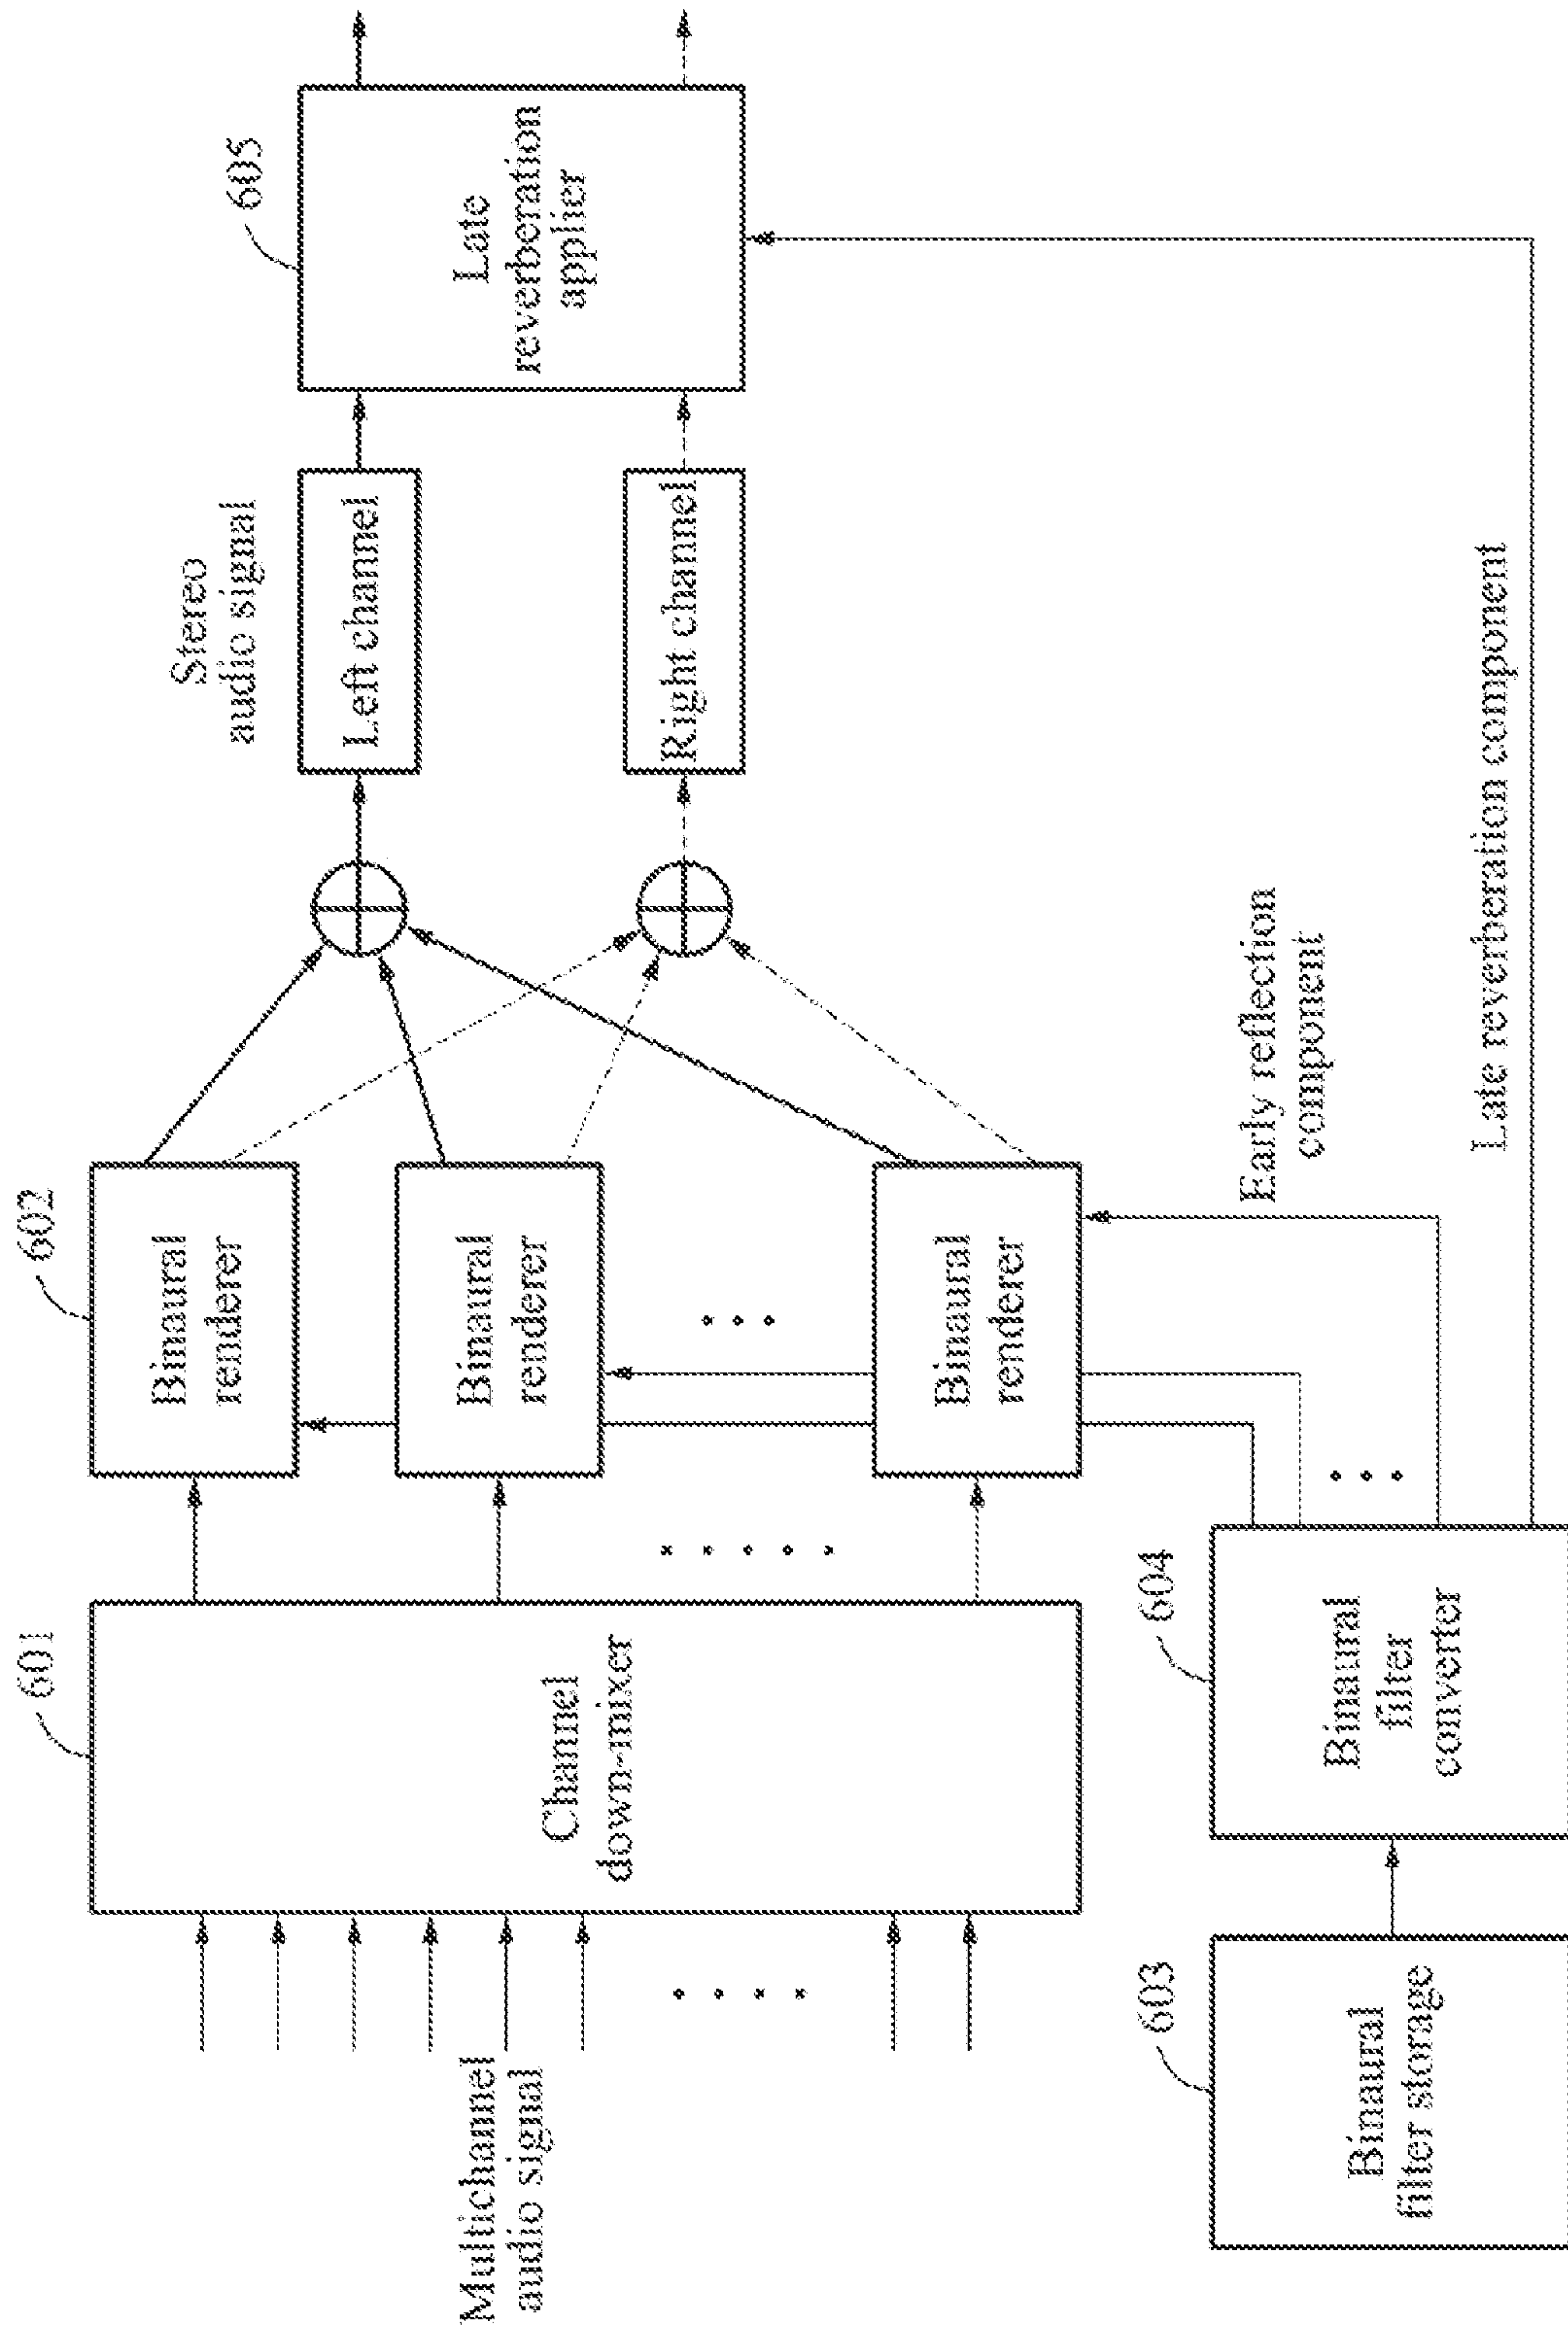 Multichannel
audio signal
601
Channel
down-mixer
602
Binaural
renderer
Binaural
renderer
Binaural
renderer
Stereo
audio signal
Left channel
Right channel
605
Late
reverberation
applier
603
Binaural
filter storage
604
Binaural
filter
converter
Early reflection
component
Late reverberation component